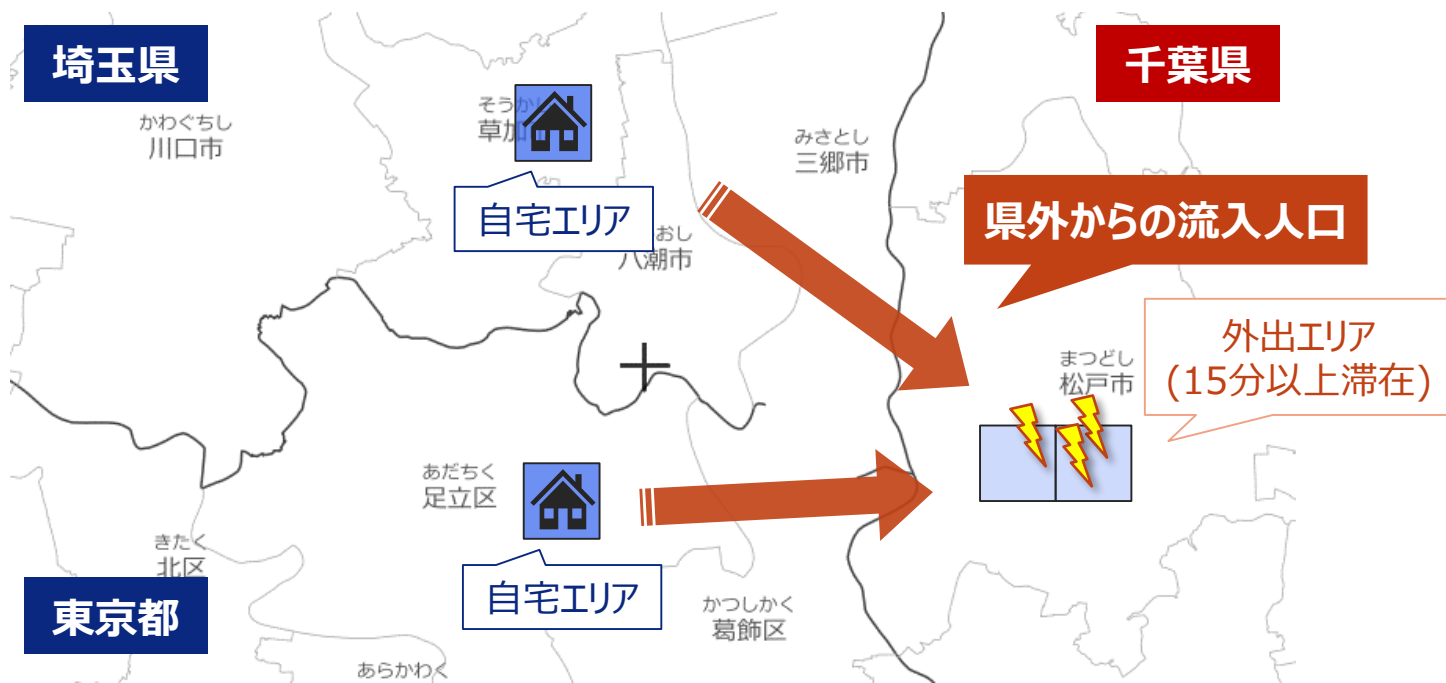 埼玉県
千葉県
かわぐちし
川口市
そうか
草加
みさとし
三郷市
自宅エリア
県外からの流入人口
おし
八潮市
外出エリア
(15分以上滞在)
まつどし
松戸市
あだちく
足立区
きたく
北区
自宅エリア
東京都
かつしかく
葛飾区
あらかわく